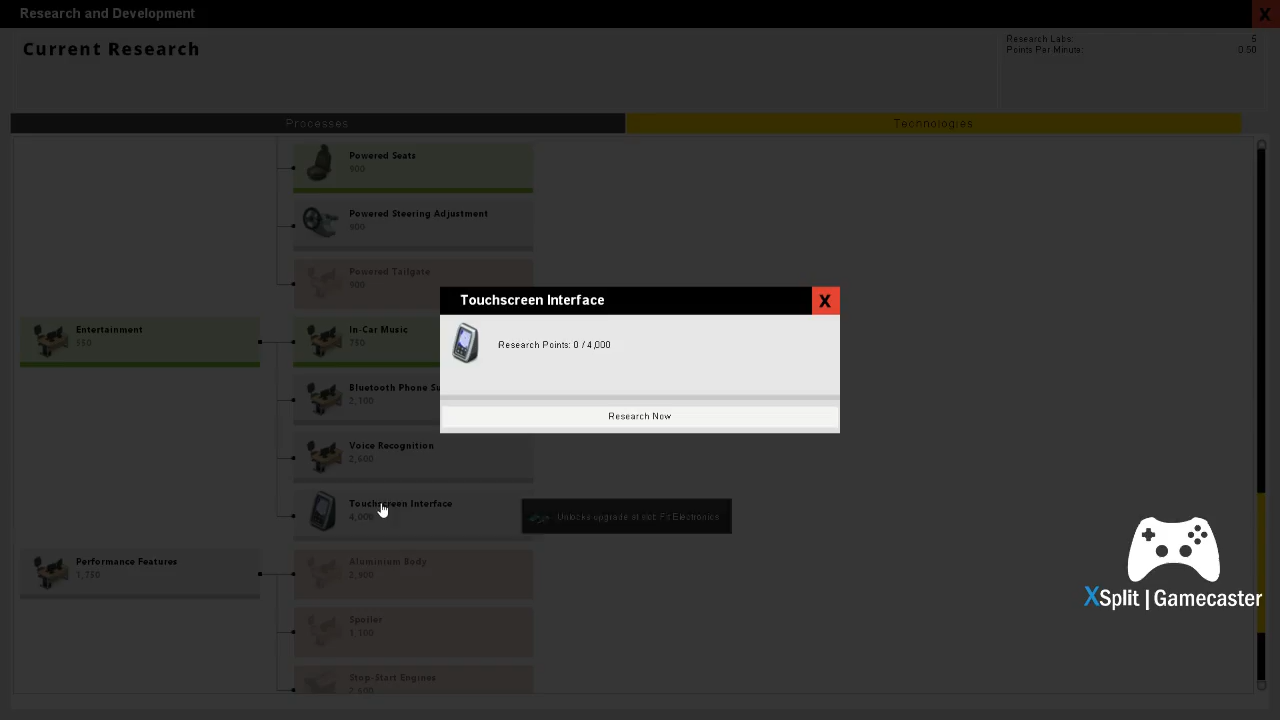 Research and Development
X
Current Research
Research Labs: 5
Points Per Minute: 0.50
Processes
Technologies
Powered Seats
900
Powered Steering Adjustment
900
Powered Tailgate
900
Touchscreen Interface
X
Research Points: 0 / 4,000
Research Now
Entertainment
550
In-Car Music
750
Bluetooth Phone Su
2,100
Voice Recognition
2,600
Touchscreen Interface
4,000
Unlocks upgrade at slot: Fit Electronics
Performance Features
1,750
Aluminium Body
Spoiler
1,100
Stop-Start Engines
XSplit | Gamecaster